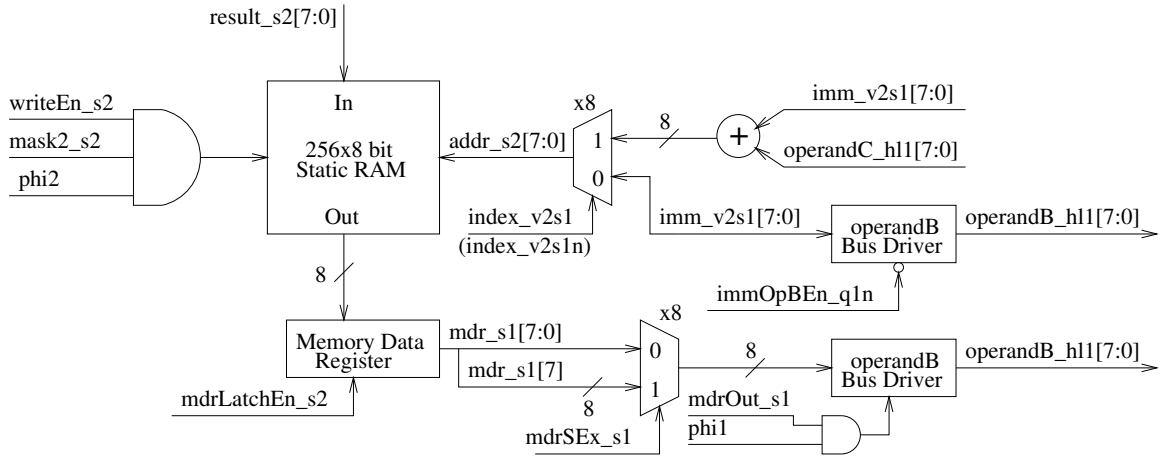 result_s2[7:0]
writeEn_s2
mask2_s2
phi2
In
256x8 bit
Static RAM
Out
addr_s2[7:0]
x8
1
0
8
+
imm_v2s1[7:0]
operandC_hl1[7:0]
index_v2s1
(index_v2s1n)
imm_v2s1[7:0]
operandB
Bus Driver
operandB_hl1[7:0]
immOpBEn_q1n
8
Memory Data
Register
mdrLatchEn_s2
mdr_s1[7:0]
mdr_s1[7]
8
x8
0
1
mdrSEx_s1
8
operandB
Bus Driver
operandB_hl1[7:0]
mdrOut_s1
phi1